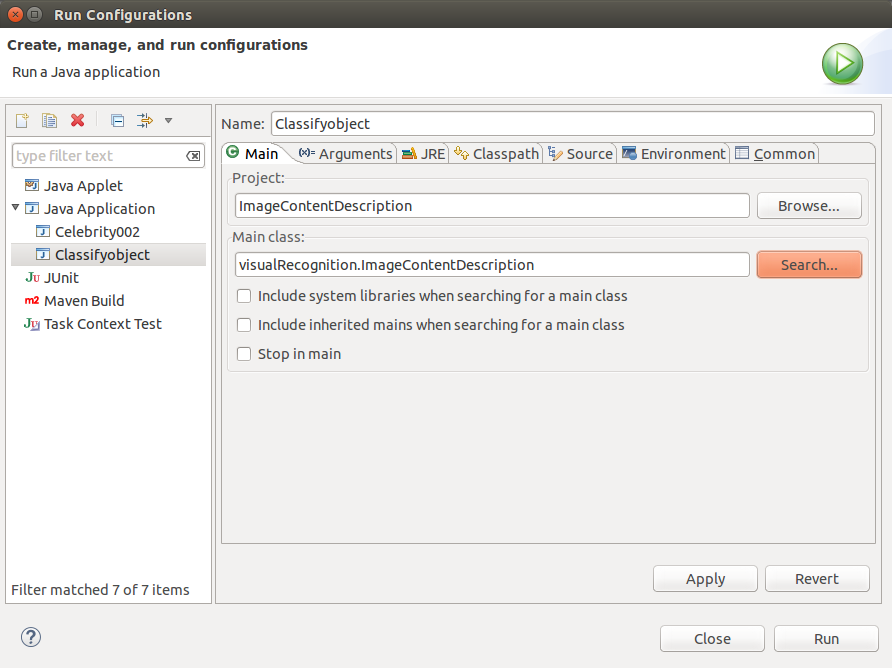 Run Configurations
Create, manage, and run configurations
Run a Java application
Name: Classifyobject
type filter text
Main (x)= Arguments JRE Classpath Source Environment Common
Java Applet
Java Application
Celebrity002
Classifyobject
JUnit
Maven Build
Task Context Test
Filter matched 7 of 7 items
Project:
ImageContentDescription Browse...
Main class:
visualRecognition.ImageContentDescription Search...
Include system libraries when searching for a main class
Include inherited mains when searching for a main class
Stop in main
Apply Revert
? Close Run